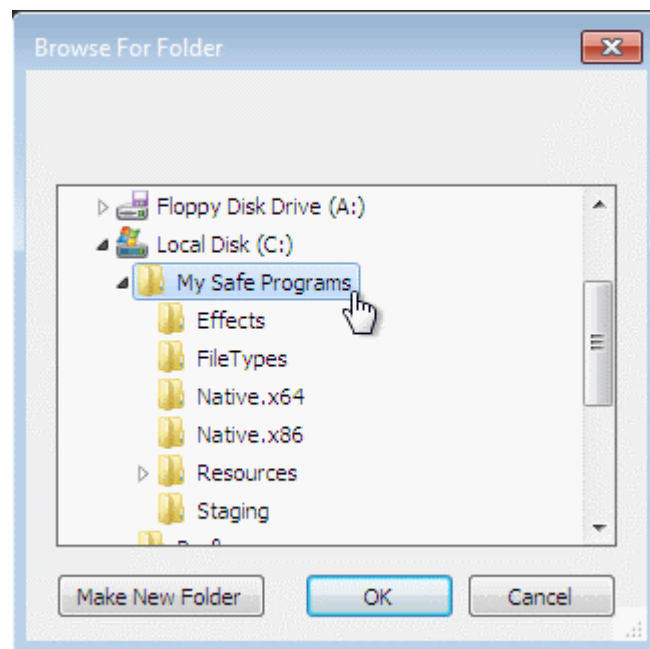 Browse For Folder
Floppy Disk Drive (A:)
Local Disk (C:)
My Safe Programs
Effects
FileTypes
Native.x64
Native.x86
Resources
Staging
Make New Folder
OK
Cancel